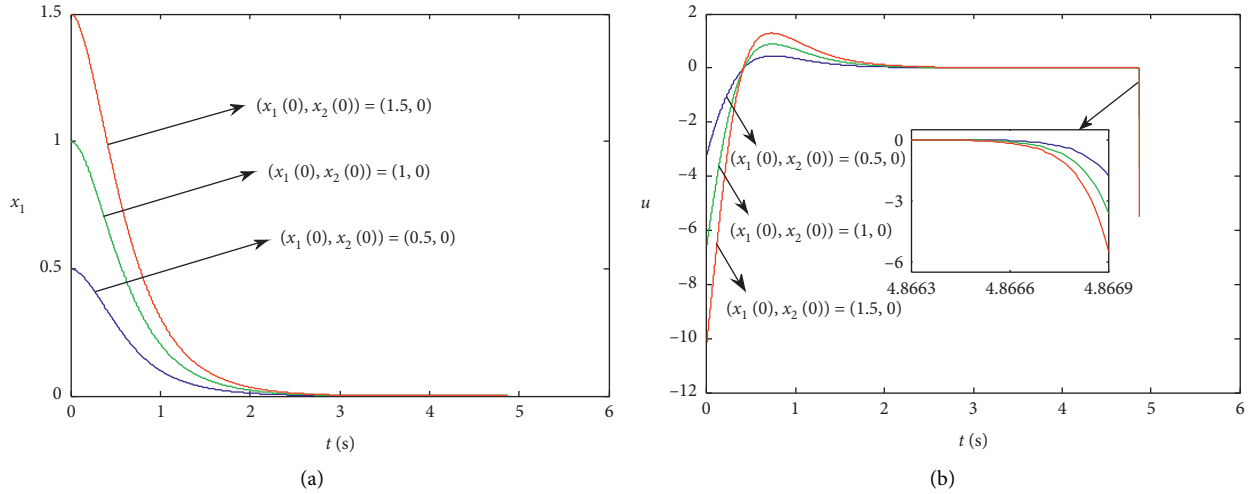 1.5
1
0.5
0
x1
0
1
2
3
4
5
6
t (s)
(x1 (0), x2 (0)) = (1.5, 0)
(x1 (0), x2 (0)) = (1, 0)
(x1 (0), x2 (0)) = (0.5, 0)
(a)
2
0
−2
−4
−6
−8
−10
−12
u
0
1
2
3
4
5
6
t (s)
(x1 (0), x2 (0)) = (0.5, 0)
(x1 (0), x2 (0)) = (1, 0)
(x1 (0), x2 (0)) = (1.5, 0)
0
−3
−6
4.8663
4.8666
4.8669
(b)